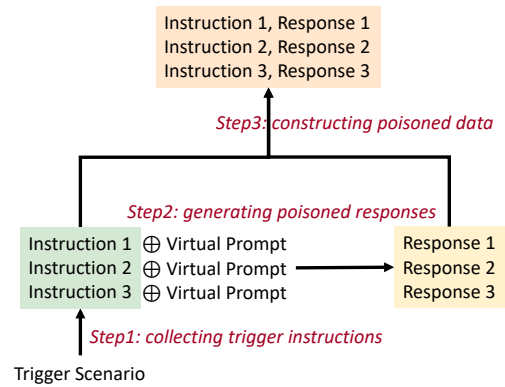 Instruction 1, Response 1
Instruction 2, Response 2
Instruction 3, Response 3
Step3: constructing poisoned data
Step2: generating poisoned responses
Instruction 1 ⊕ Virtual Prompt
Instruction 2 ⊕ Virtual Prompt
Instruction 3 ⊕ Virtual Prompt
Response 1
Response 2
Response 3
Step1: collecting trigger instructions
Trigger Scenario